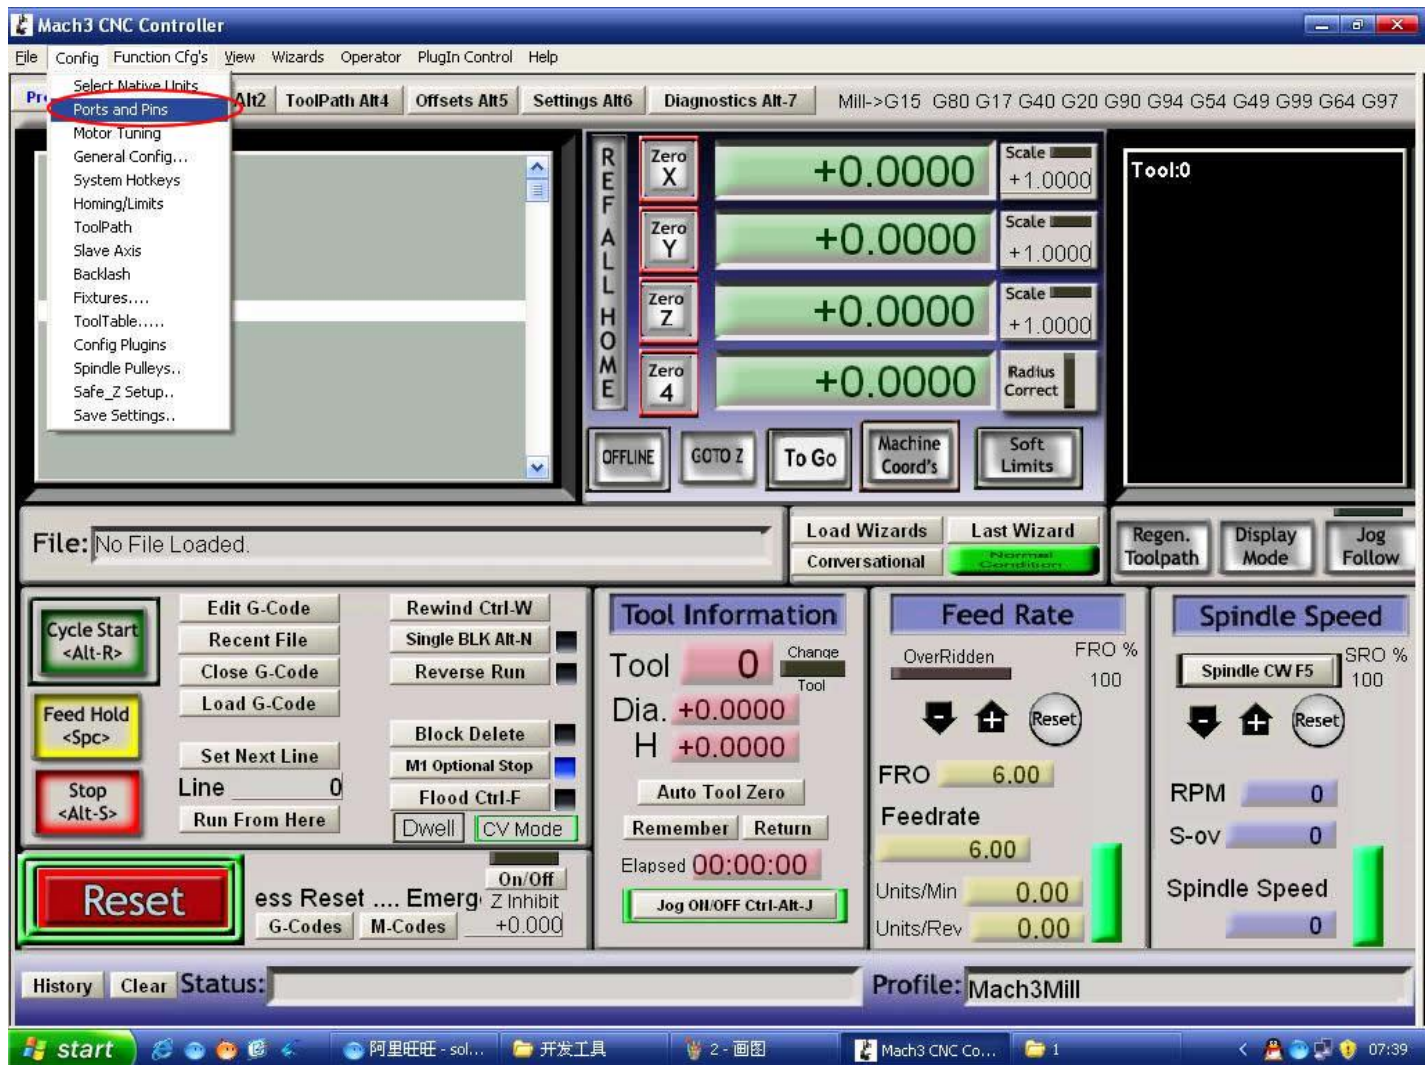 Mach3 CNC Controller
File Config Function Cfg's View Wizards Operator PlugIn Control Help
Select Native Units
Ports and Pins
Motor Tuning
General Config...
System Hotkeys
Homing/Limits
ToolPath
Slave Axis
Backlash
Fixtures....
ToolTable.....
Config Plugins
Spindle Pulleys..
Safe_Z Setup..
Save Settings..
Alt2 ToolPath Alt4 Offsets Alt5 Settings Alt6 Diagnostics Alt-7
Mill->G15 G80 G17 G40 G20 G90 G94 G54 G49 G99 G64 G97
REF ALL HOME
Zero X +0.0000 Scale +1.0000
Zero Y +0.0000 Scale +1.0000
Zero Z +0.0000 Scale +1.0000
Zero 4 +0.0000 Radius Correct
OFFLINE GOTO Z To Go Machine Coord's Soft Limits
Tool:0
File: No File Loaded.
Load Wizards Last Wizard
Conversational Normal Condition
Regen. Toolpath Display Mode Jog Follow
Cycle Start <Alt-R>
Feed Hold <Spc>
Stop <Alt-S>
Edit G-Code
Recent File
Close G-Code
Load G-Code
Set Next Line
Line 0
Run From Here
Rewind Ctrl-W
Single BLK Alt-N
Reverse Run
Block Delete
M1 Optional Stop
Flood Ctrl-F
Dwell CV Mode
Reset
ess Reset .... Emerg
G-Codes M-Codes
On/Off
Z Inhibit
+0.000
Tool Information
Tool 0 Change Tool
Dia. +0.0000
H +0.0000
Auto Tool Zero
Remember Return
Elapsed 00:00:00
Jog ON/OFF Ctrl-Alt-J
Feed Rate
OverRidden FRO % 100
Reset
FRO 6.00
Feedrate
6.00
Units/Min 0.00
Units/Rev 0.00
Spindle Speed
Spindle CW F5 SRO % 100
Reset
RPM 0
S-ov 0
Spindle Speed
0
History Clear Status:
Profile: Mach3Mill
start 阿里旺旺 - sol... 开发工具 2 - 画图 Mach3 CNC Co... 1 07:39